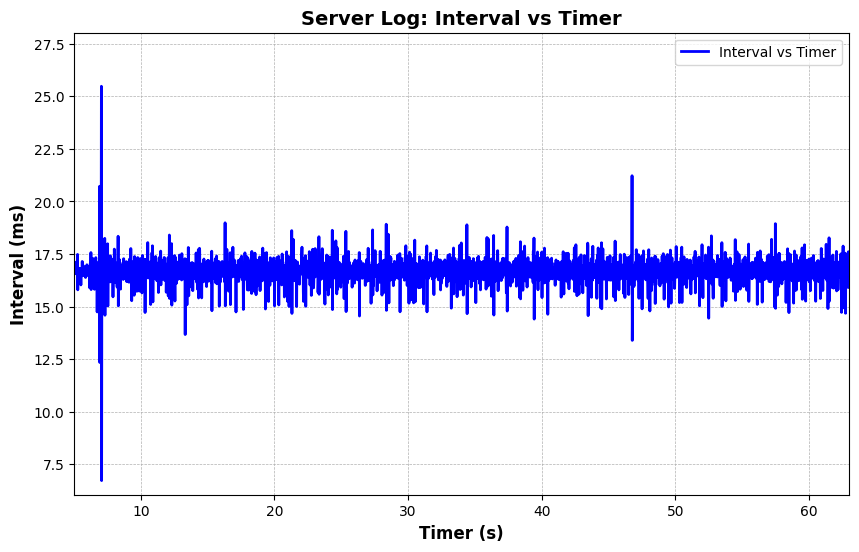 Server Log: Interval vs Timer
Interval vs Timer
27.5
25.0
22.5
20.0
17.5
15.0
12.5
10.0
7.5
Interval (ms)
10 20 30 40 50 60
Timer (s)